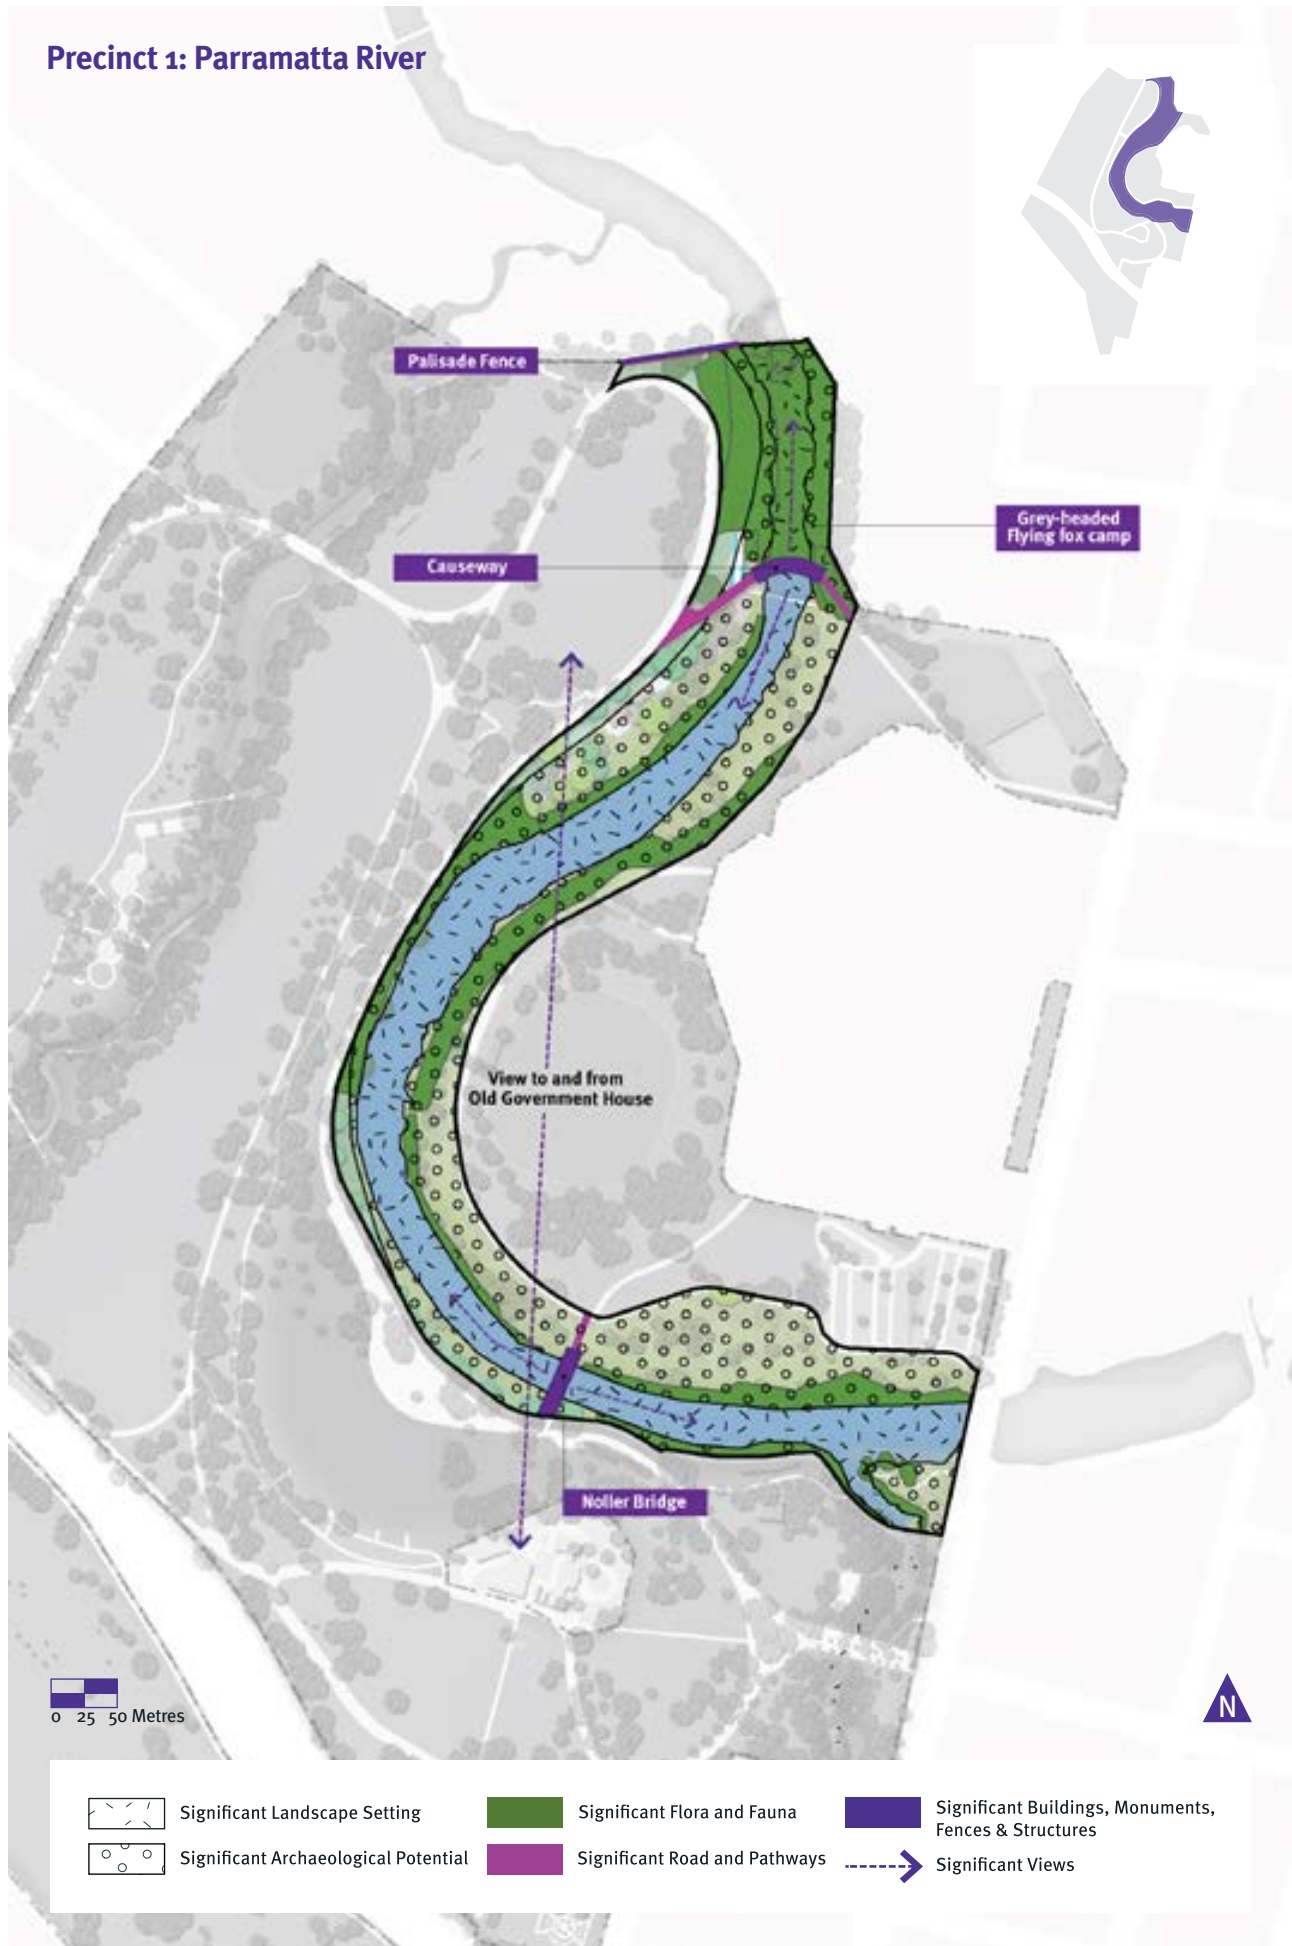 Precinct 1: Parramatta River
Palisade Fence
Grey-headed
Flying fox camp
Causeway
View to and from
Old Government House
Noller Bridge
0 25 50 Metres
N
Significant Landscape Setting
Significant Archaeological Potential
Significant Flora and Fauna
Significant Road and Pathways
Significant Buildings, Monuments,
Fences & Structures
Significant Views